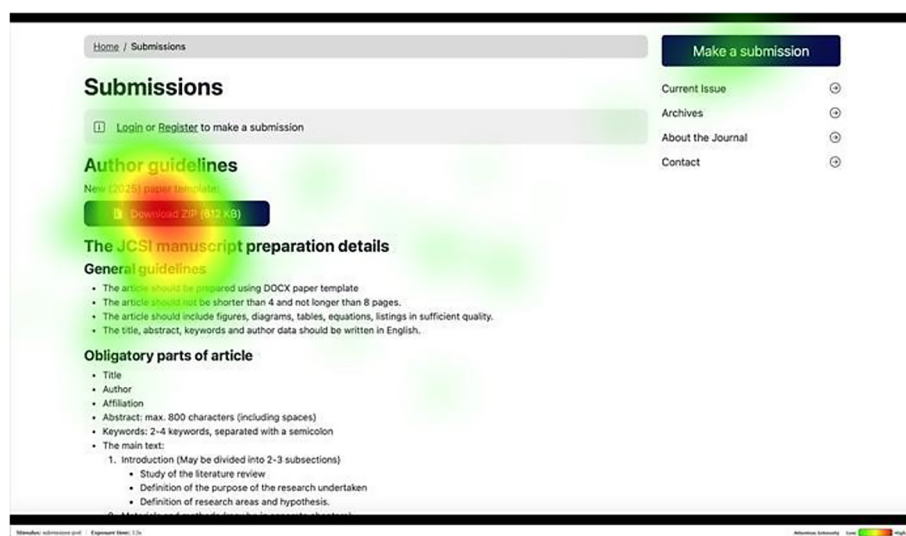 Home / Submissions
Make a submission
Submissions
Current Issue
Archives
Login or Register to make a submission
About the Journal
Contact
Author guidelines
New (2025) paper template:
Download ZIP (612 KB)
The JCSI manuscript preparation details
General guidelines
• The article should be prepared using DOCX paper template
• The article should not be shorter than 4 and not longer than 8 pages.
• The article should include figures, diagrams, tables, equations, listings in sufficient quality.
• The title, abstract, keywords and author data should be written in English.
Obligatory parts of article
• Title
• Author
• Affiliation
• Abstract: max. 800 characters (including spaces)
• Keywords: 2-4 keywords, separated with a semicolon
• The main text:
1. Introduction (May be divided into 2-3 subsections)
• Study of the literature review
• Definition of the purpose of the research undertaken
• Definition of research areas and hypothesis.
Stimulus:
Exposure time:
Attention Intensity Low High